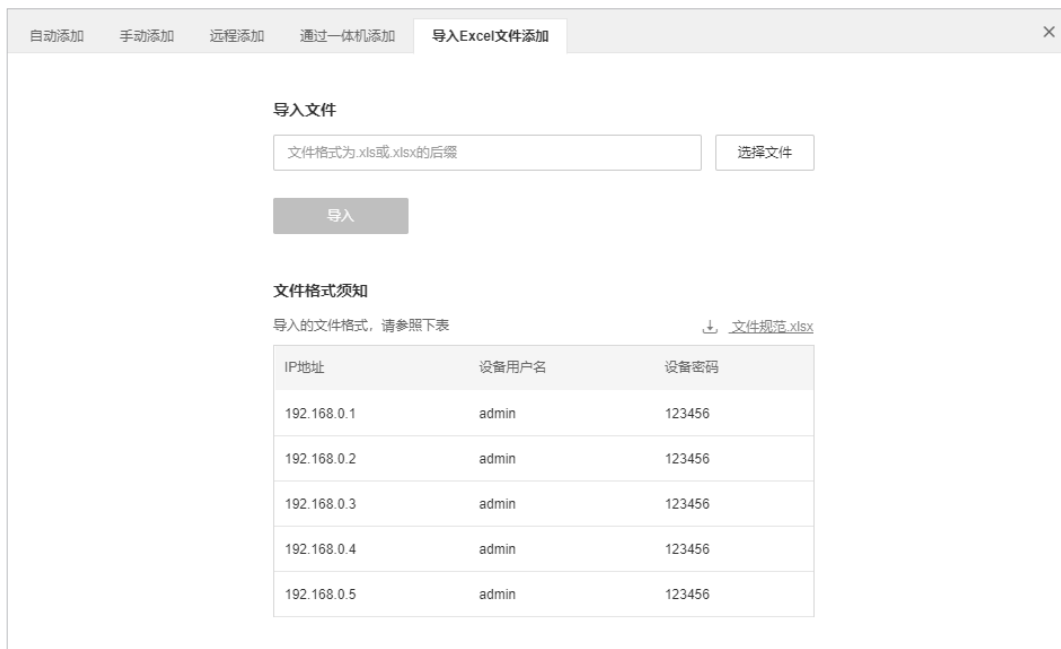 自动添加 手动添加 远程添加 通过一体机添加 导入Excel文件添加 ×
导入文件
文件格式为.xls或.xlsx的后缀 选择文件
导入
文件格式须知
导入的文件格式，请参照下表 文件规范.xlsx
IP地址 设备用户名 设备密码
192.168.0.1 admin 123456
192.168.0.2 admin 123456
192.168.0.3 admin 123456
192.168.0.4 admin 123456
192.168.0.5 admin 123456